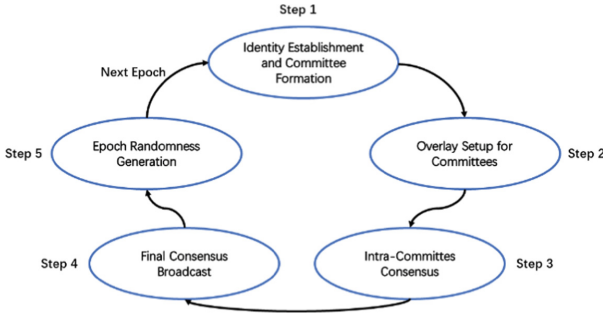 Step 1
Identity Establishment
and Committee
Formation
Next Epoch
Step 5
Epoch Randomness
Generation
Overlay Setup for
Committees
Step 2
Step 4
Final Consensus
Broadcast
Intra-Committes
Consensus
Step 3